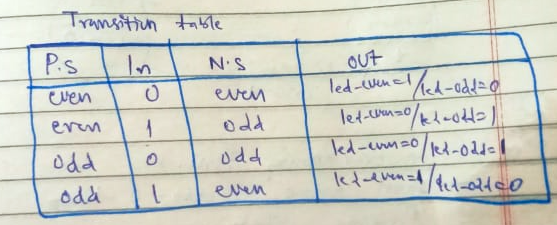 Transition table
P.S In N.S out
even 0 even led-even=1/led-odd=0
even 1 odd led-even=0/led-odd=1
odd 0 odd led-even=0/led-odd=1
odd 1 even led-even=1/led-odd=0